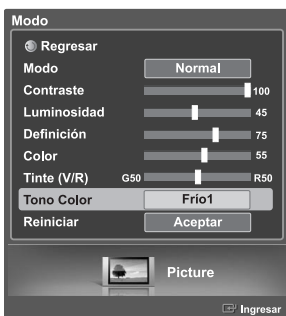 Modo
Regresar
Modo Normal
Contraste 100
Luminosidad 45
Definición 75
Color 55
Tinte (V/R) G50 R50
Tono Color Frío1
Reiniciar Aceptar
Picture
Ingresar